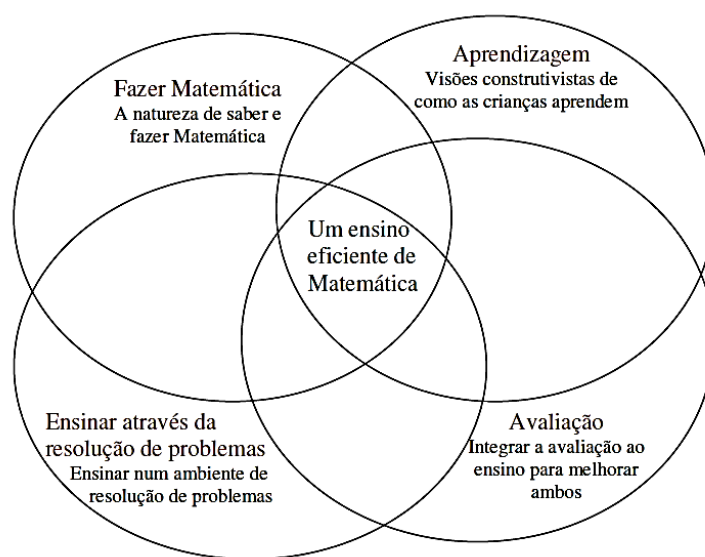 Fazer Matemática
A natureza de saber e
fazer Matemática
Aprendizagem
Visões construtivistas de
como as crianças aprendem
Um ensino
eficiente de
Matemática
Ensinar através da
resolução de problemas
Ensinar num ambiente de
resolução de problemas
Avaliação
Integrar a avaliação ao
ensino para melhorar
ambos